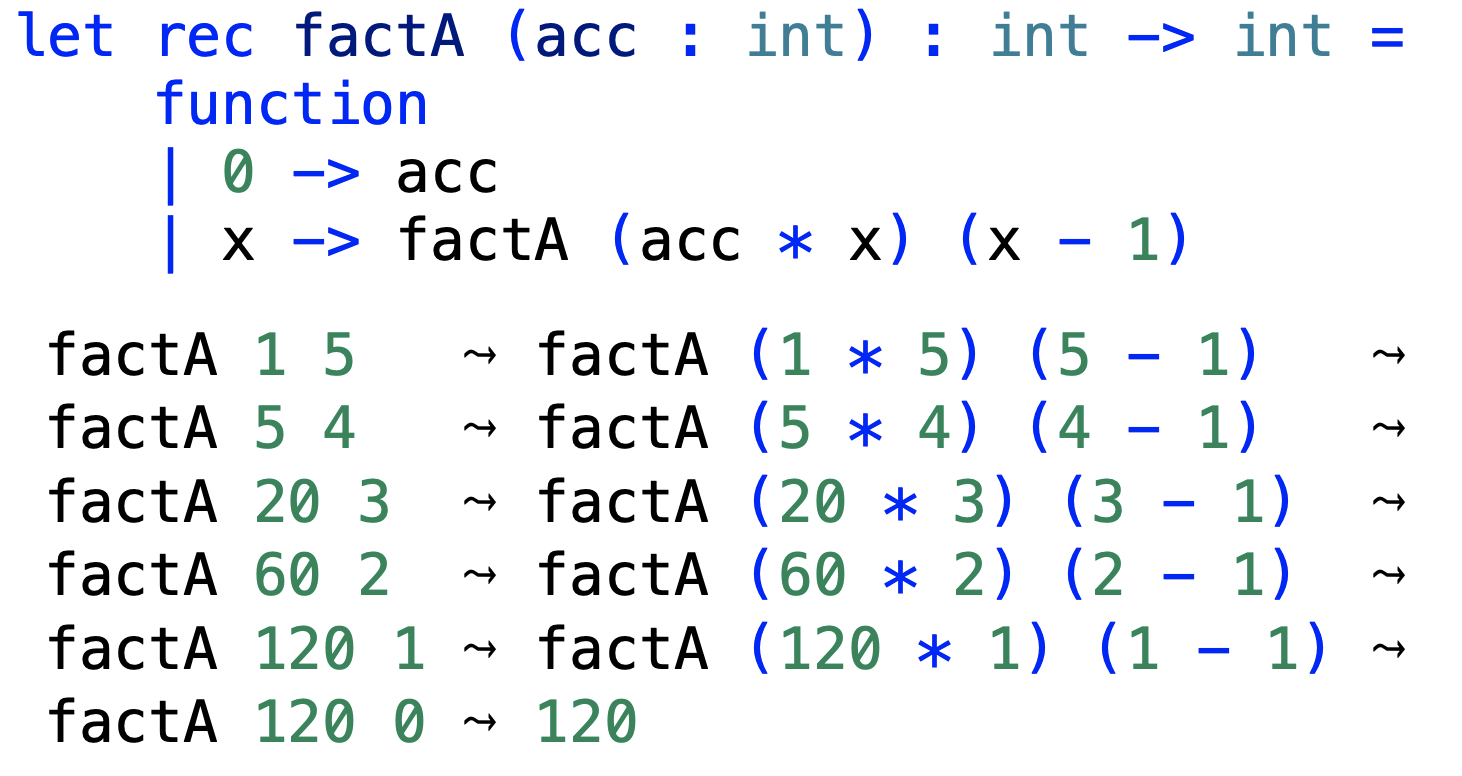 let rec factA (acc : int) : int -> int =
    function
    | 0 -> acc
    | x -> factA (acc * x) (x - 1)
factA 1 5   ⤳ factA (1 * 5) (5 - 1)   ⤳
factA 5 4   ⤳ factA (5 * 4) (4 - 1)   ⤳
factA 20 3  ⤳ factA (20 * 3) (3 - 1)  ⤳
factA 60 2  ⤳ factA (60 * 2) (2 - 1)  ⤳
factA 120 1 ⤳ factA (120 * 1) (1 - 1) ⤳
factA 120 0 ⤳ 120